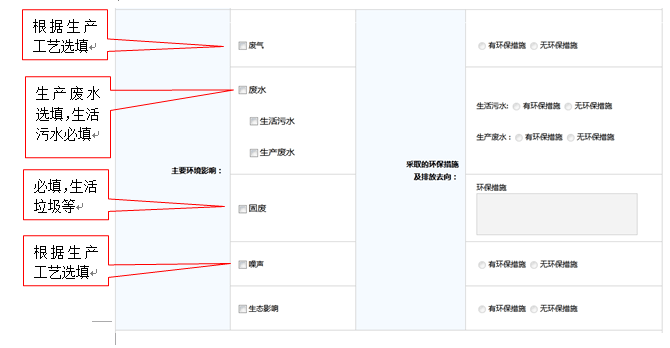 根据生产
工艺选填
废气
有环保措施 无环保措施
生产废水
选填，生活
污水必填
废水
生活污水
生产废水
生活污水: 有环保措施 无环保措施
生产废水： 有环保措施 无环保措施
主要环境影响：
采取的环保措施
及排放去向：
必填，生活
垃圾等
固废
环保措施
根据生产
工艺选填
噪声
有环保措施 无环保措施
生态影响
有环保措施 无环保措施